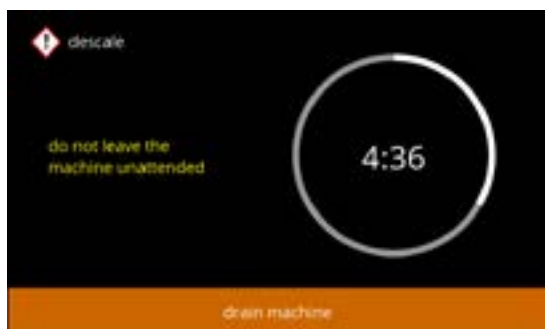 descale
do not leave the
machine unattended
4:36
drain machine